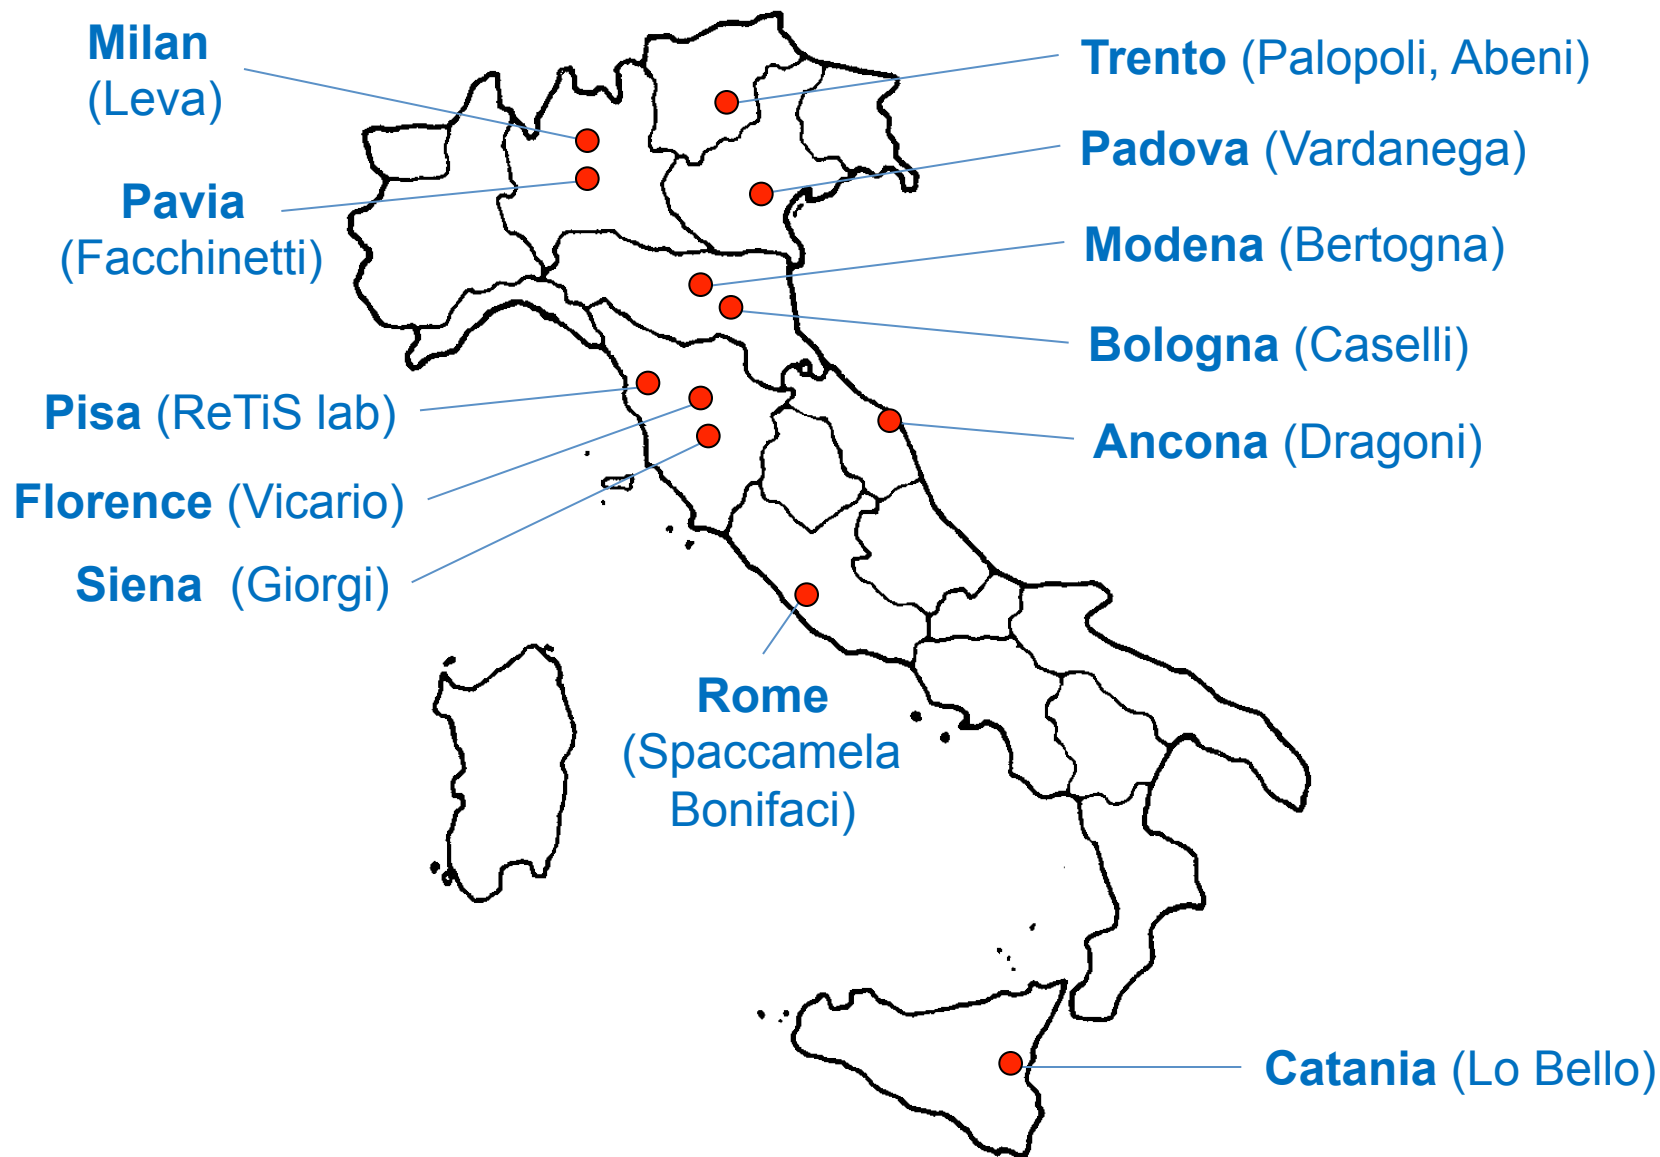 Milan
(Leva)
Pavia
(Facchinetti)
Pisa (ReTiS lab)
Florence (Vicario)
Siena (Giorgi)
Trento (Palopoli, Abeni)
Padova (Vardanega)
Modena (Bertogna)
Bologna (Caselli)
Ancona (Dragoni)
Rome
(Spaccamela
Bonifaci)
Catania (Lo Bello)